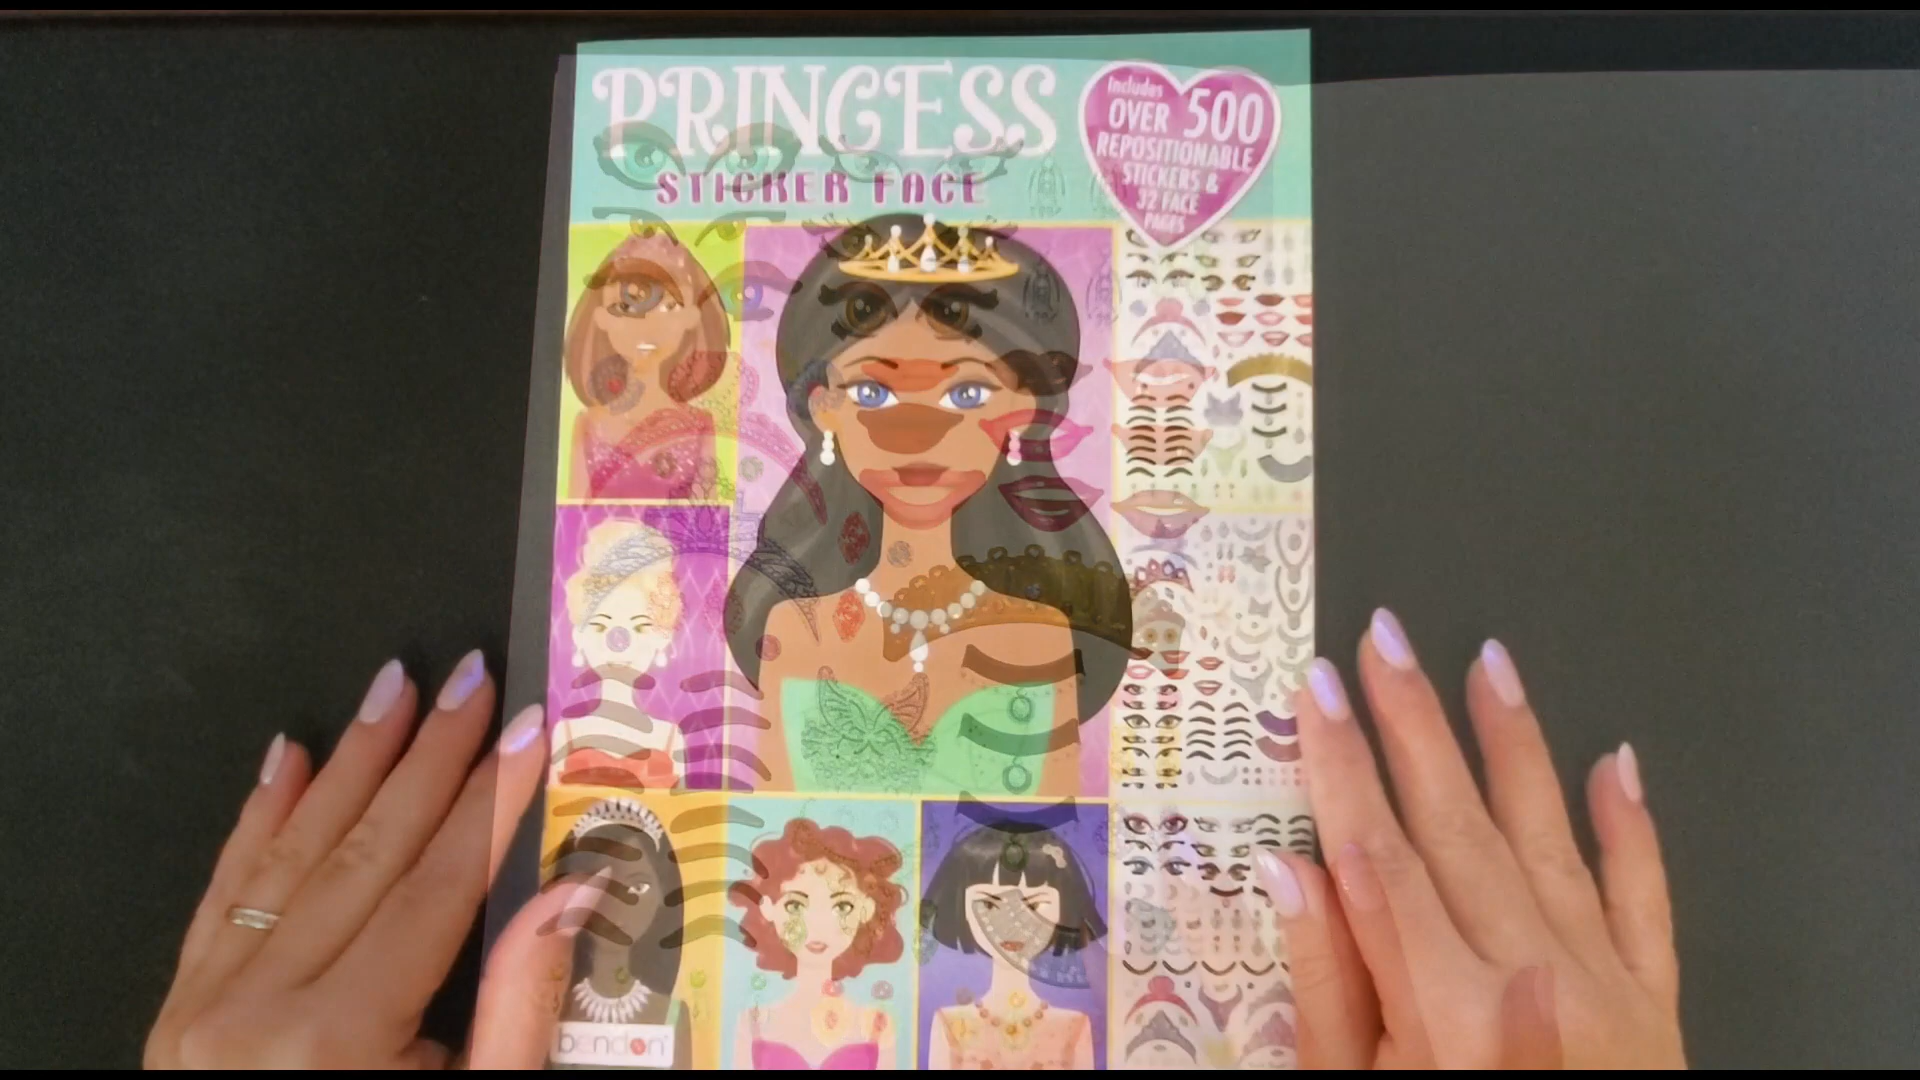 PRINCESS
STICKER FACE
Includes
OVER 500
REPOSITIONABLE
STICKERS &
32 FACE
PAGES
bendon